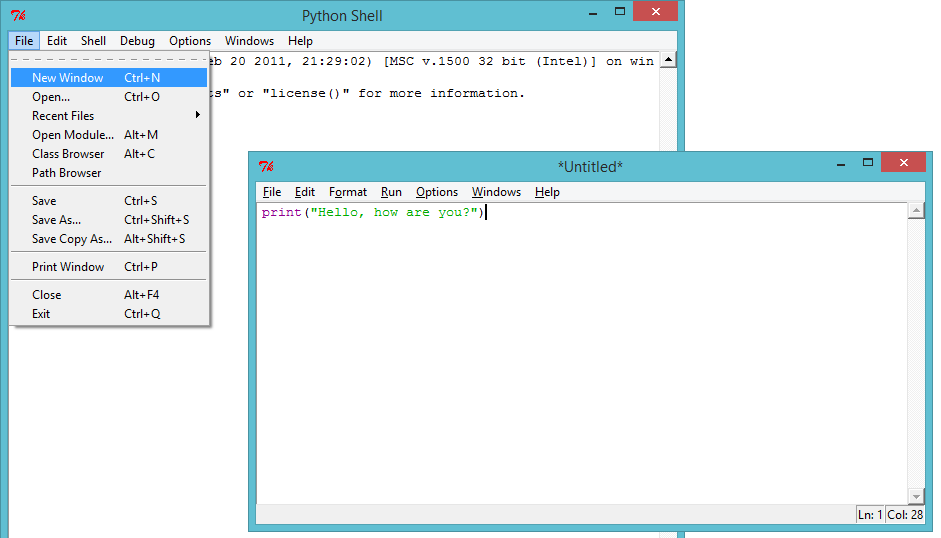 Python Shell
File Edit Shell Debug Options Windows Help
eb 20 2011, 21:29:02) [MSC v.1500 32 bit (Intel)] on win
ts" or "license()" for more information.
New Window Ctrl+N
Open... Ctrl+O
Recent Files
Open Module... Alt+M
Class Browser Alt+C
Path Browser
Save Ctrl+S
Save As... Ctrl+Shift+S
Save Copy As... Alt+Shift+S
Print Window Ctrl+P
Close Alt+F4
Exit Ctrl+Q
*Untitled*
File Edit Format Run Options Windows Help
print("Hello, how are you?")
Ln: 1 Col: 28